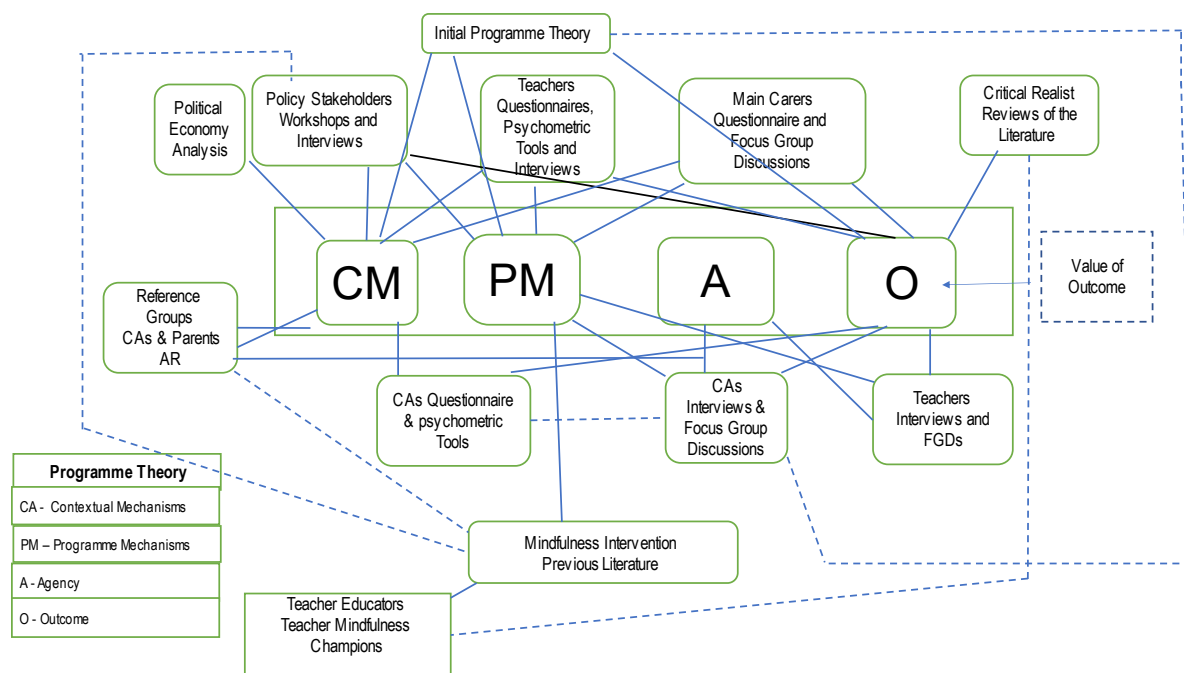 Initial Programme Theory
Political
Economy
Analysis
Policy Stakeholders
Workshops and
Interviews
Teachers
Questionnaires,
Psychometric
Tools and
Interviews
Main Carers
Questionnaire and
Focus Group
Discussions
Critical Realist
Reviews of the
Literature
CM
PM
A
O
Value of
Outcome
Reference
Groups
CAs & Parents
AR
CAs Questionnaire
& psychometric
Tools
CAs
Interviews &
Focus Group
Discussions
Teachers
Interviews and
FGDs
Programme Theory
CA - Contextual Mechanisms
PM – Programme Mechanisms
A - Agency
O - Outcome
Mindfulness Intervention
Previous Literature
Teacher Educators
Teacher Mindfulness
Champions